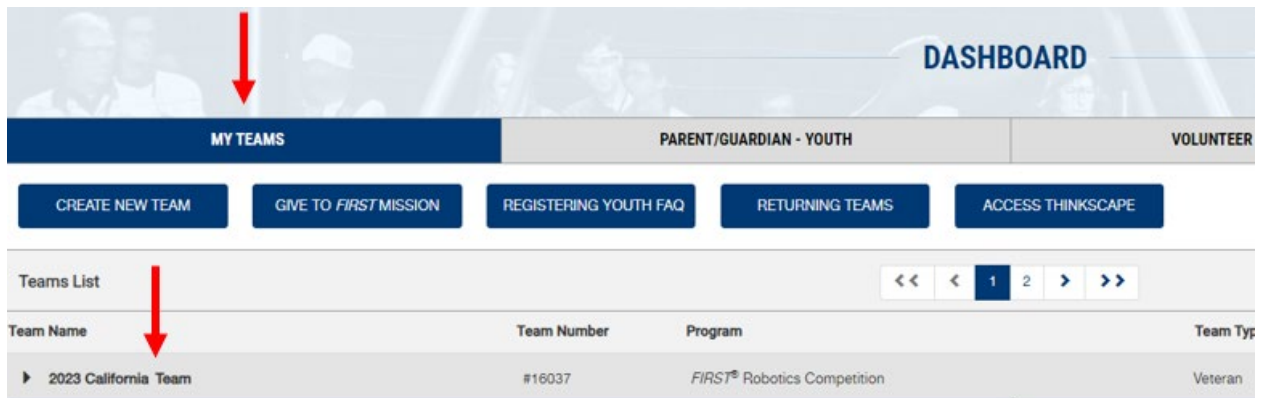 DASHBOARD
MY TEAMS PARENT/GUARDIAN - YOUTH VOLUNTEER
CREATE NEW TEAM GIVE TO FIRST MISSION REGISTERING YOUTH FAQ RETURNING TEAMS ACCESS THINKSCAPE
Teams List << < 1 2 > >>
Team Name Team Number Program Team Typ
2023 California Team #16037 FIRST® Robotics Competition Veteran